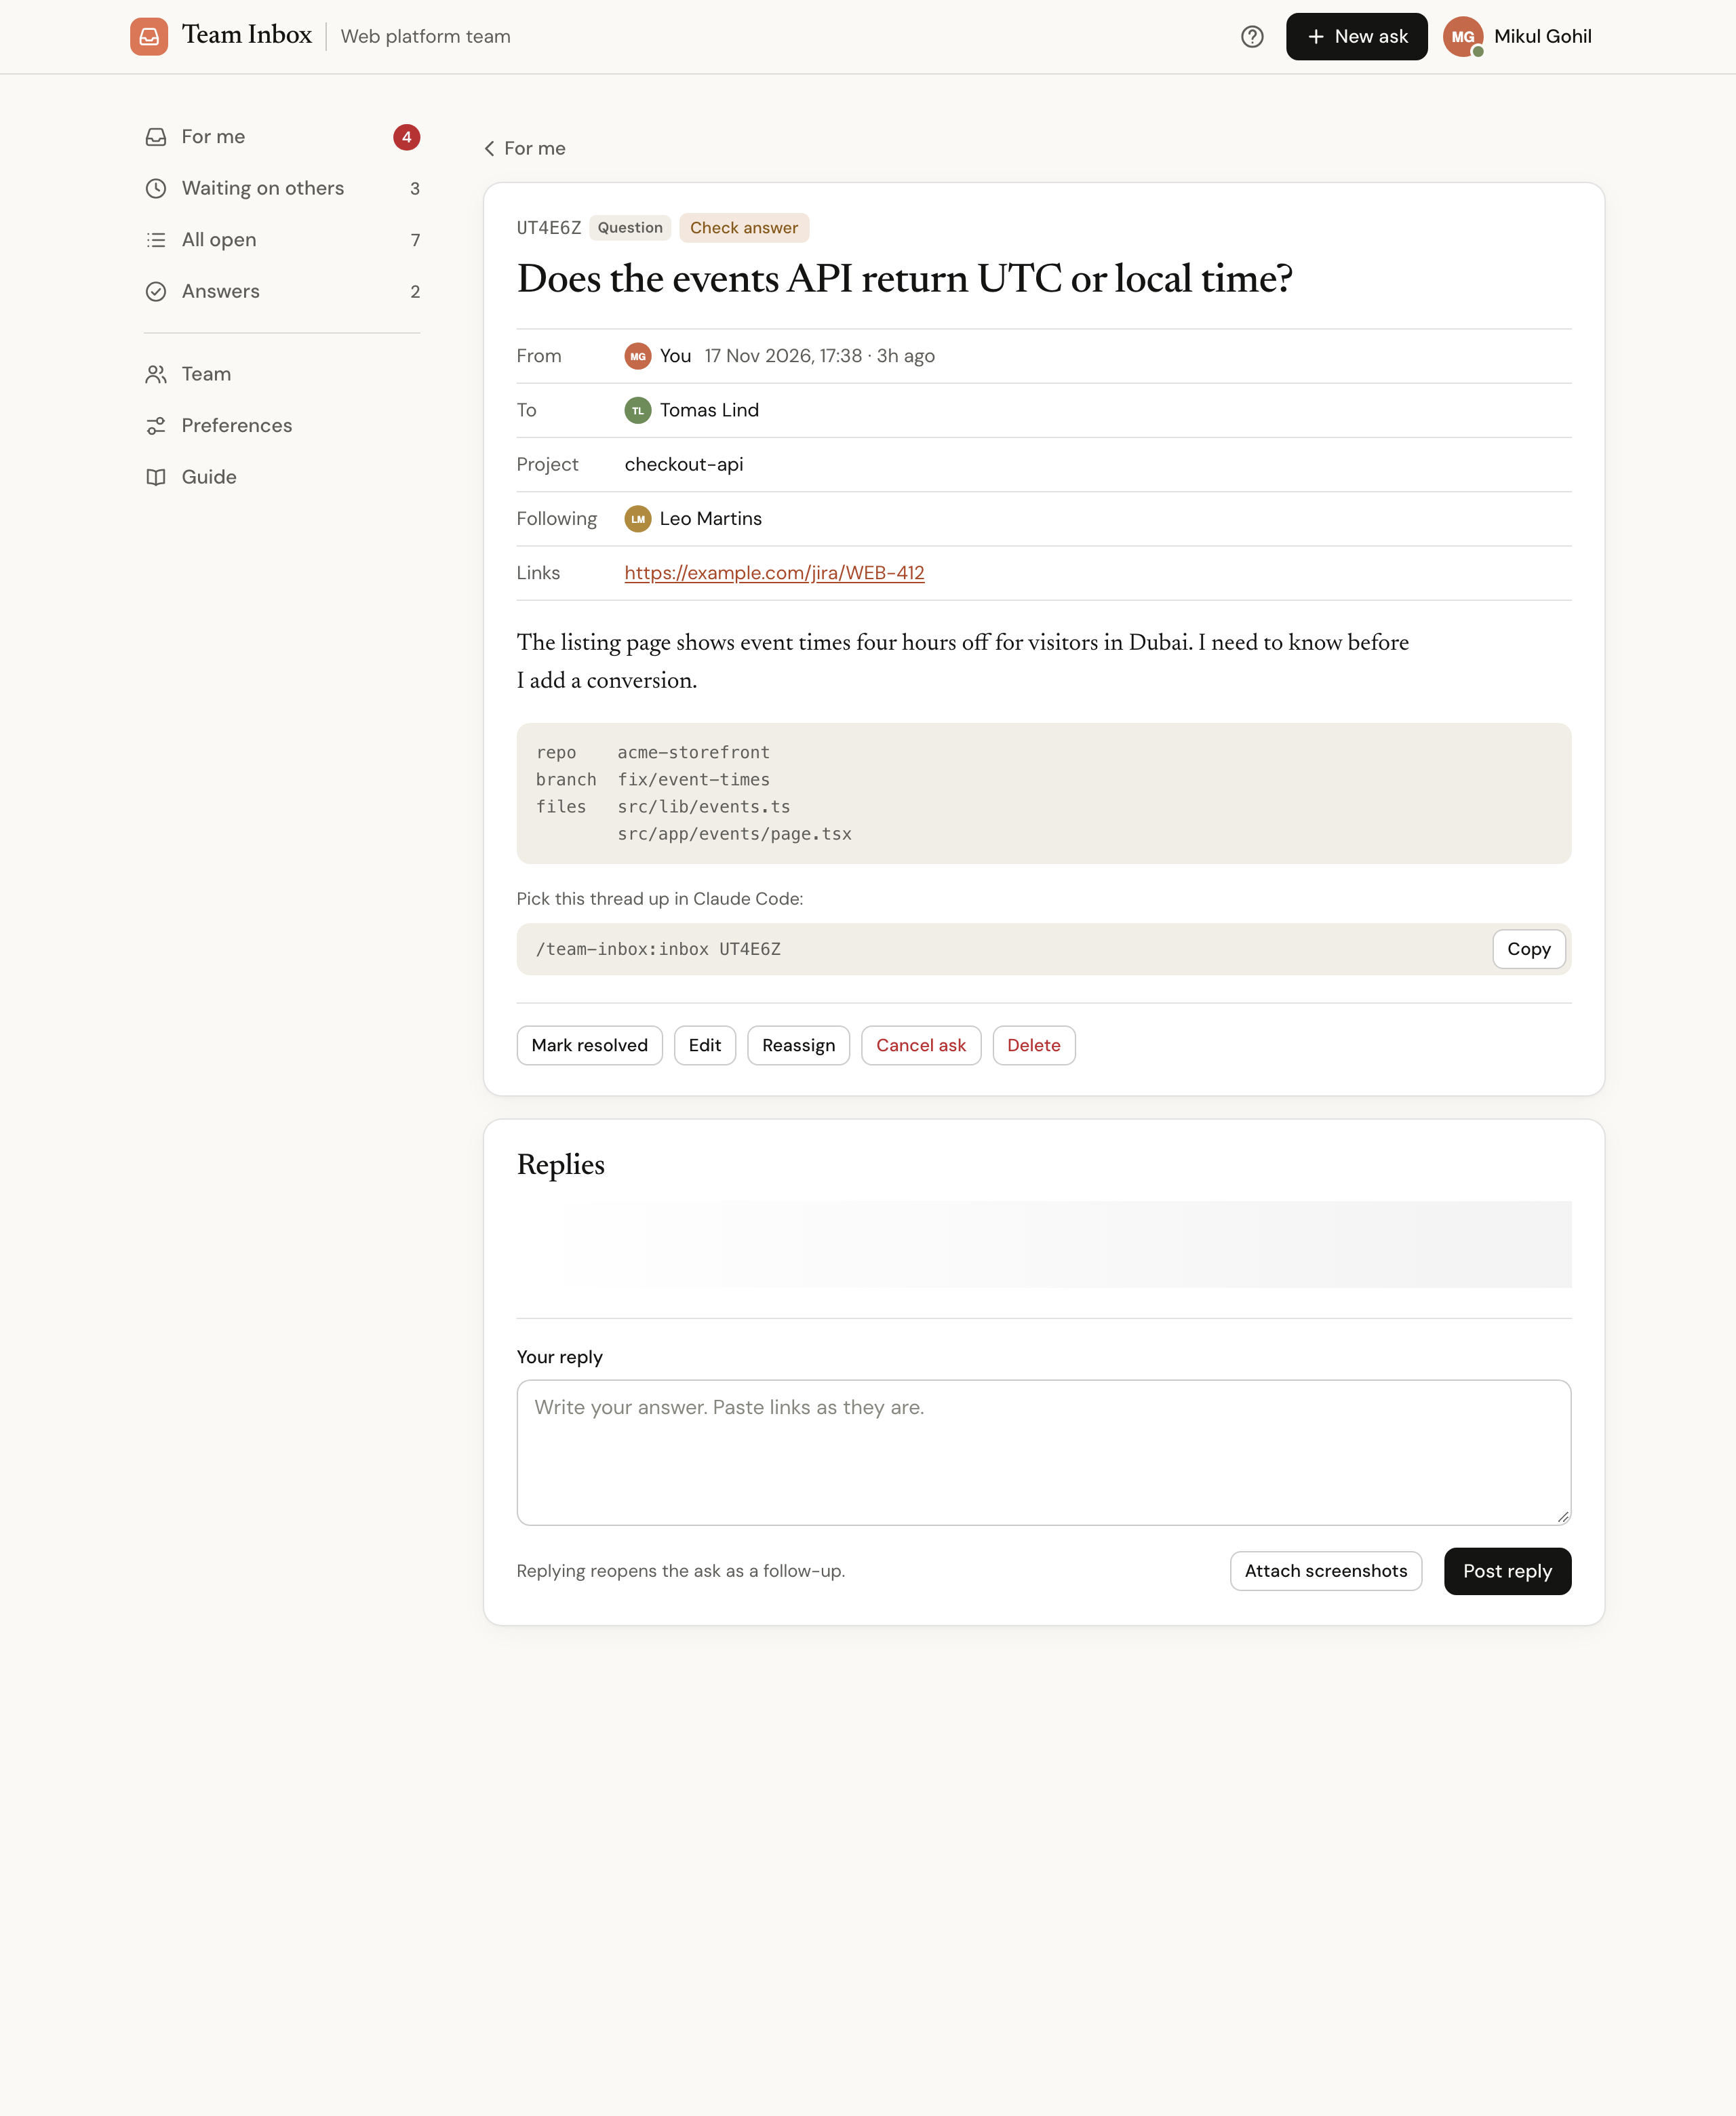 Team Inbox
Web platform team
New ask
MG
Mikul Gohil
For me
4
Waiting on others
3
All open
7
Answers
2
Team
Preferences
Guide
For me
UT4E6Z Question Check answer
Does the events API return UTC or local time?
From MG You 17 Nov 2026, 17:38 · 3h ago
To TL Tomas Lind
Project checkout-api
Following LM Leo Martins
Links https://example.com/jira/WEB-412
The listing page shows event times four hours off for visitors in Dubai. I need to know before
I add a conversion.
repo acme-storefront
branch fix/event-times
files src/lib/events.ts
src/app/events/page.tsx
Pick this thread up in Claude Code:
/team-inbox:inbox UT4E6Z Copy
Mark resolved Edit Reassign Cancel ask Delete
Replies
Your reply
Write your answer. Paste links as they are.
Replying reopens the ask as a follow-up. Attach screenshots Post reply